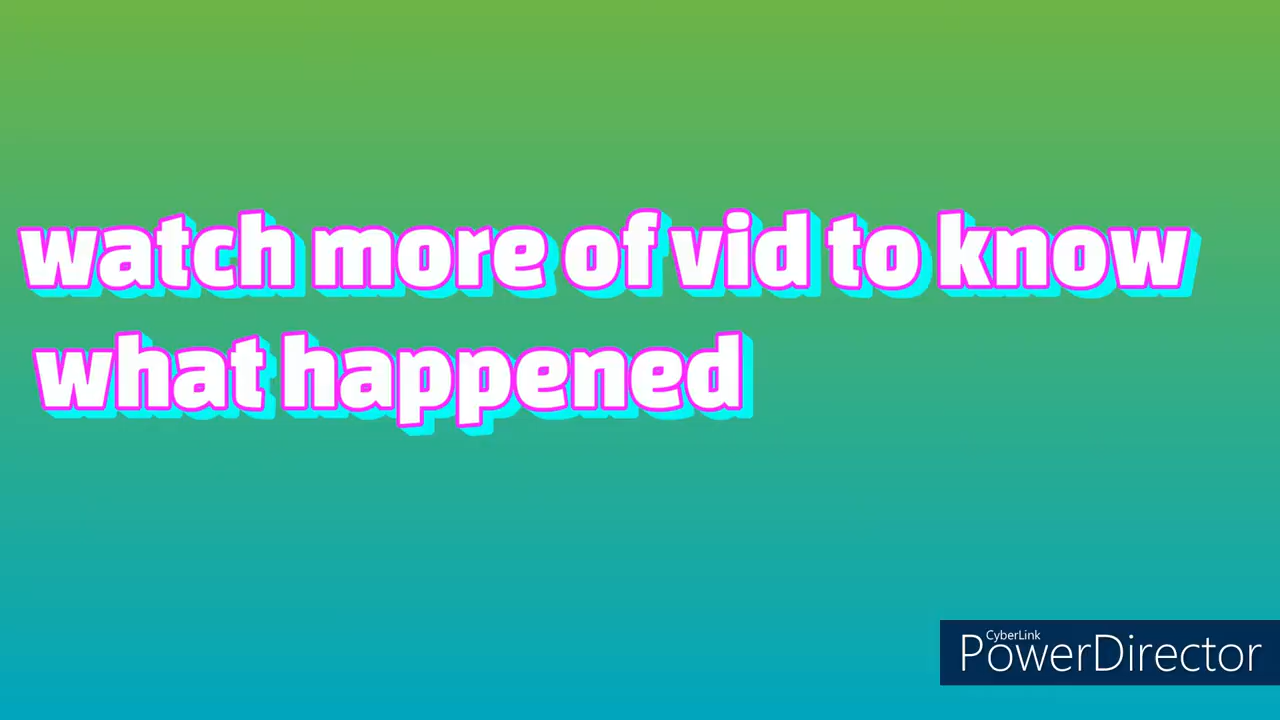 watch more of vid to know
what happened
CyberLink
PowerDirector